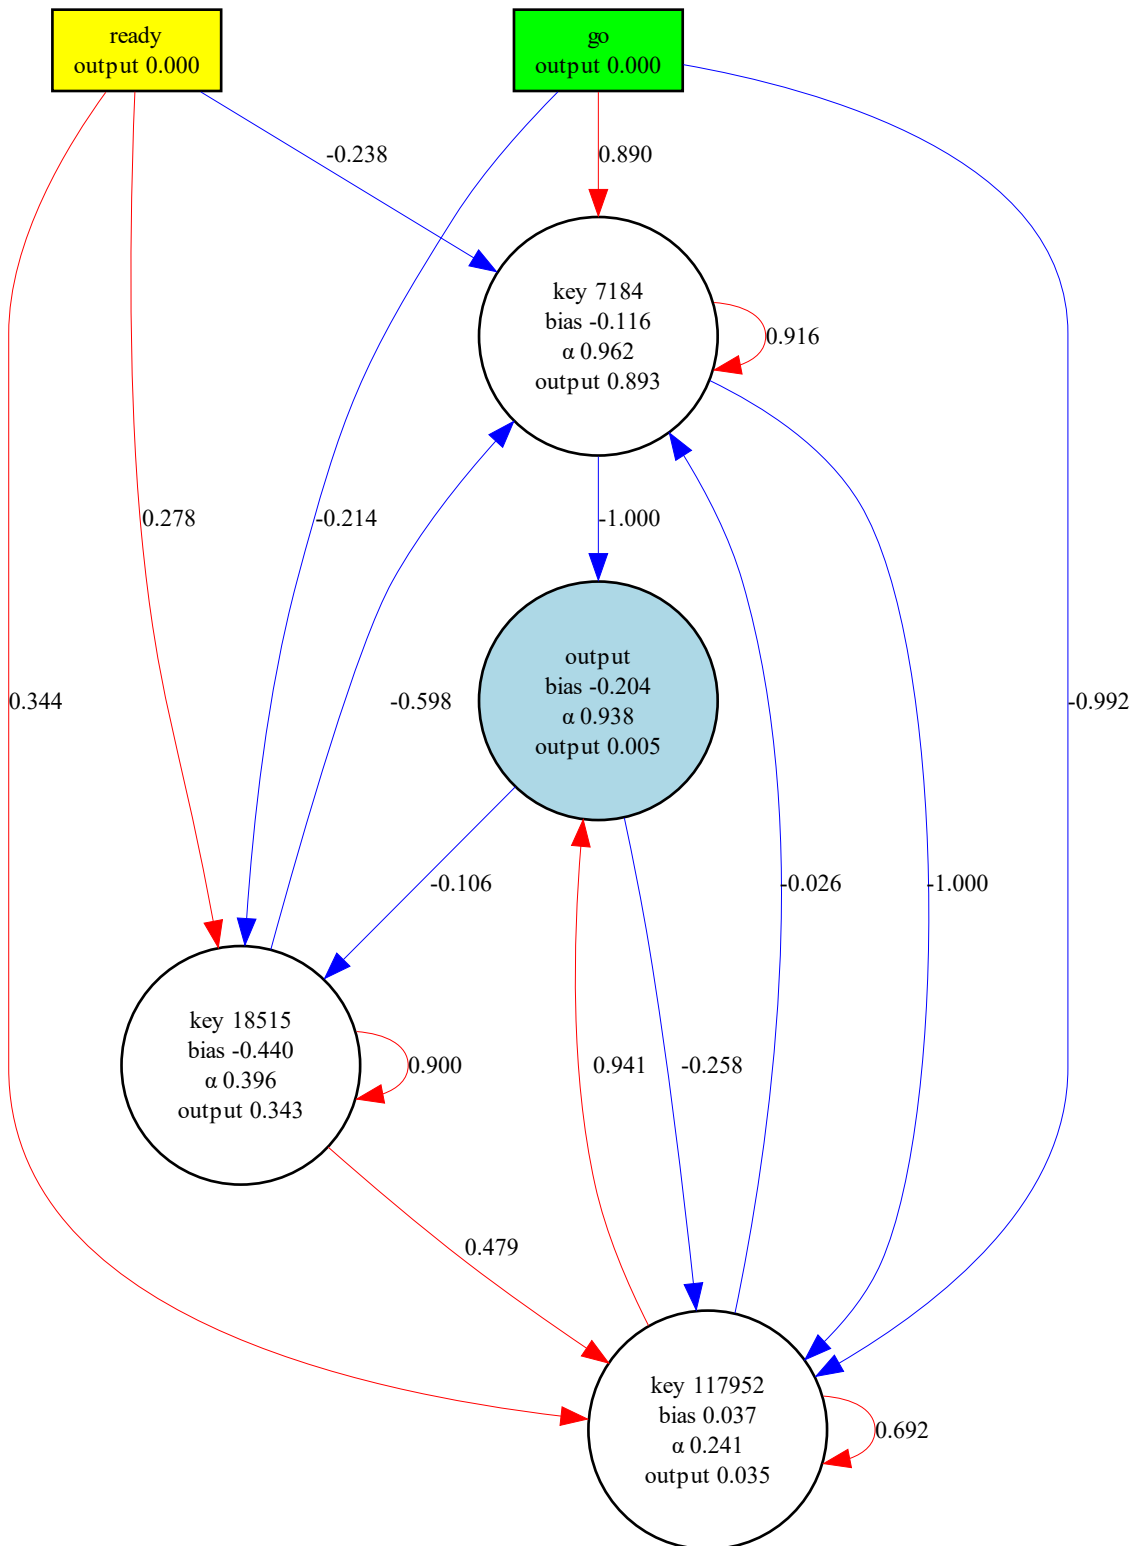 ready
output 0.000
go
output 0.000
-0.238
0.890
key 7184
bias -0.116
α 0.962
output 0.893
0.916
0.278
-0.214
-1.000
output
bias -0.204
α 0.938
output 0.005
0.344
-0.598
-0.992
-0.106
-0.026
-1.000
key 18515
bias -0.440
α 0.396
output 0.343
0.900
0.941
-0.258
0.479
key 117952
bias 0.037
α 0.241
output 0.035
0.692